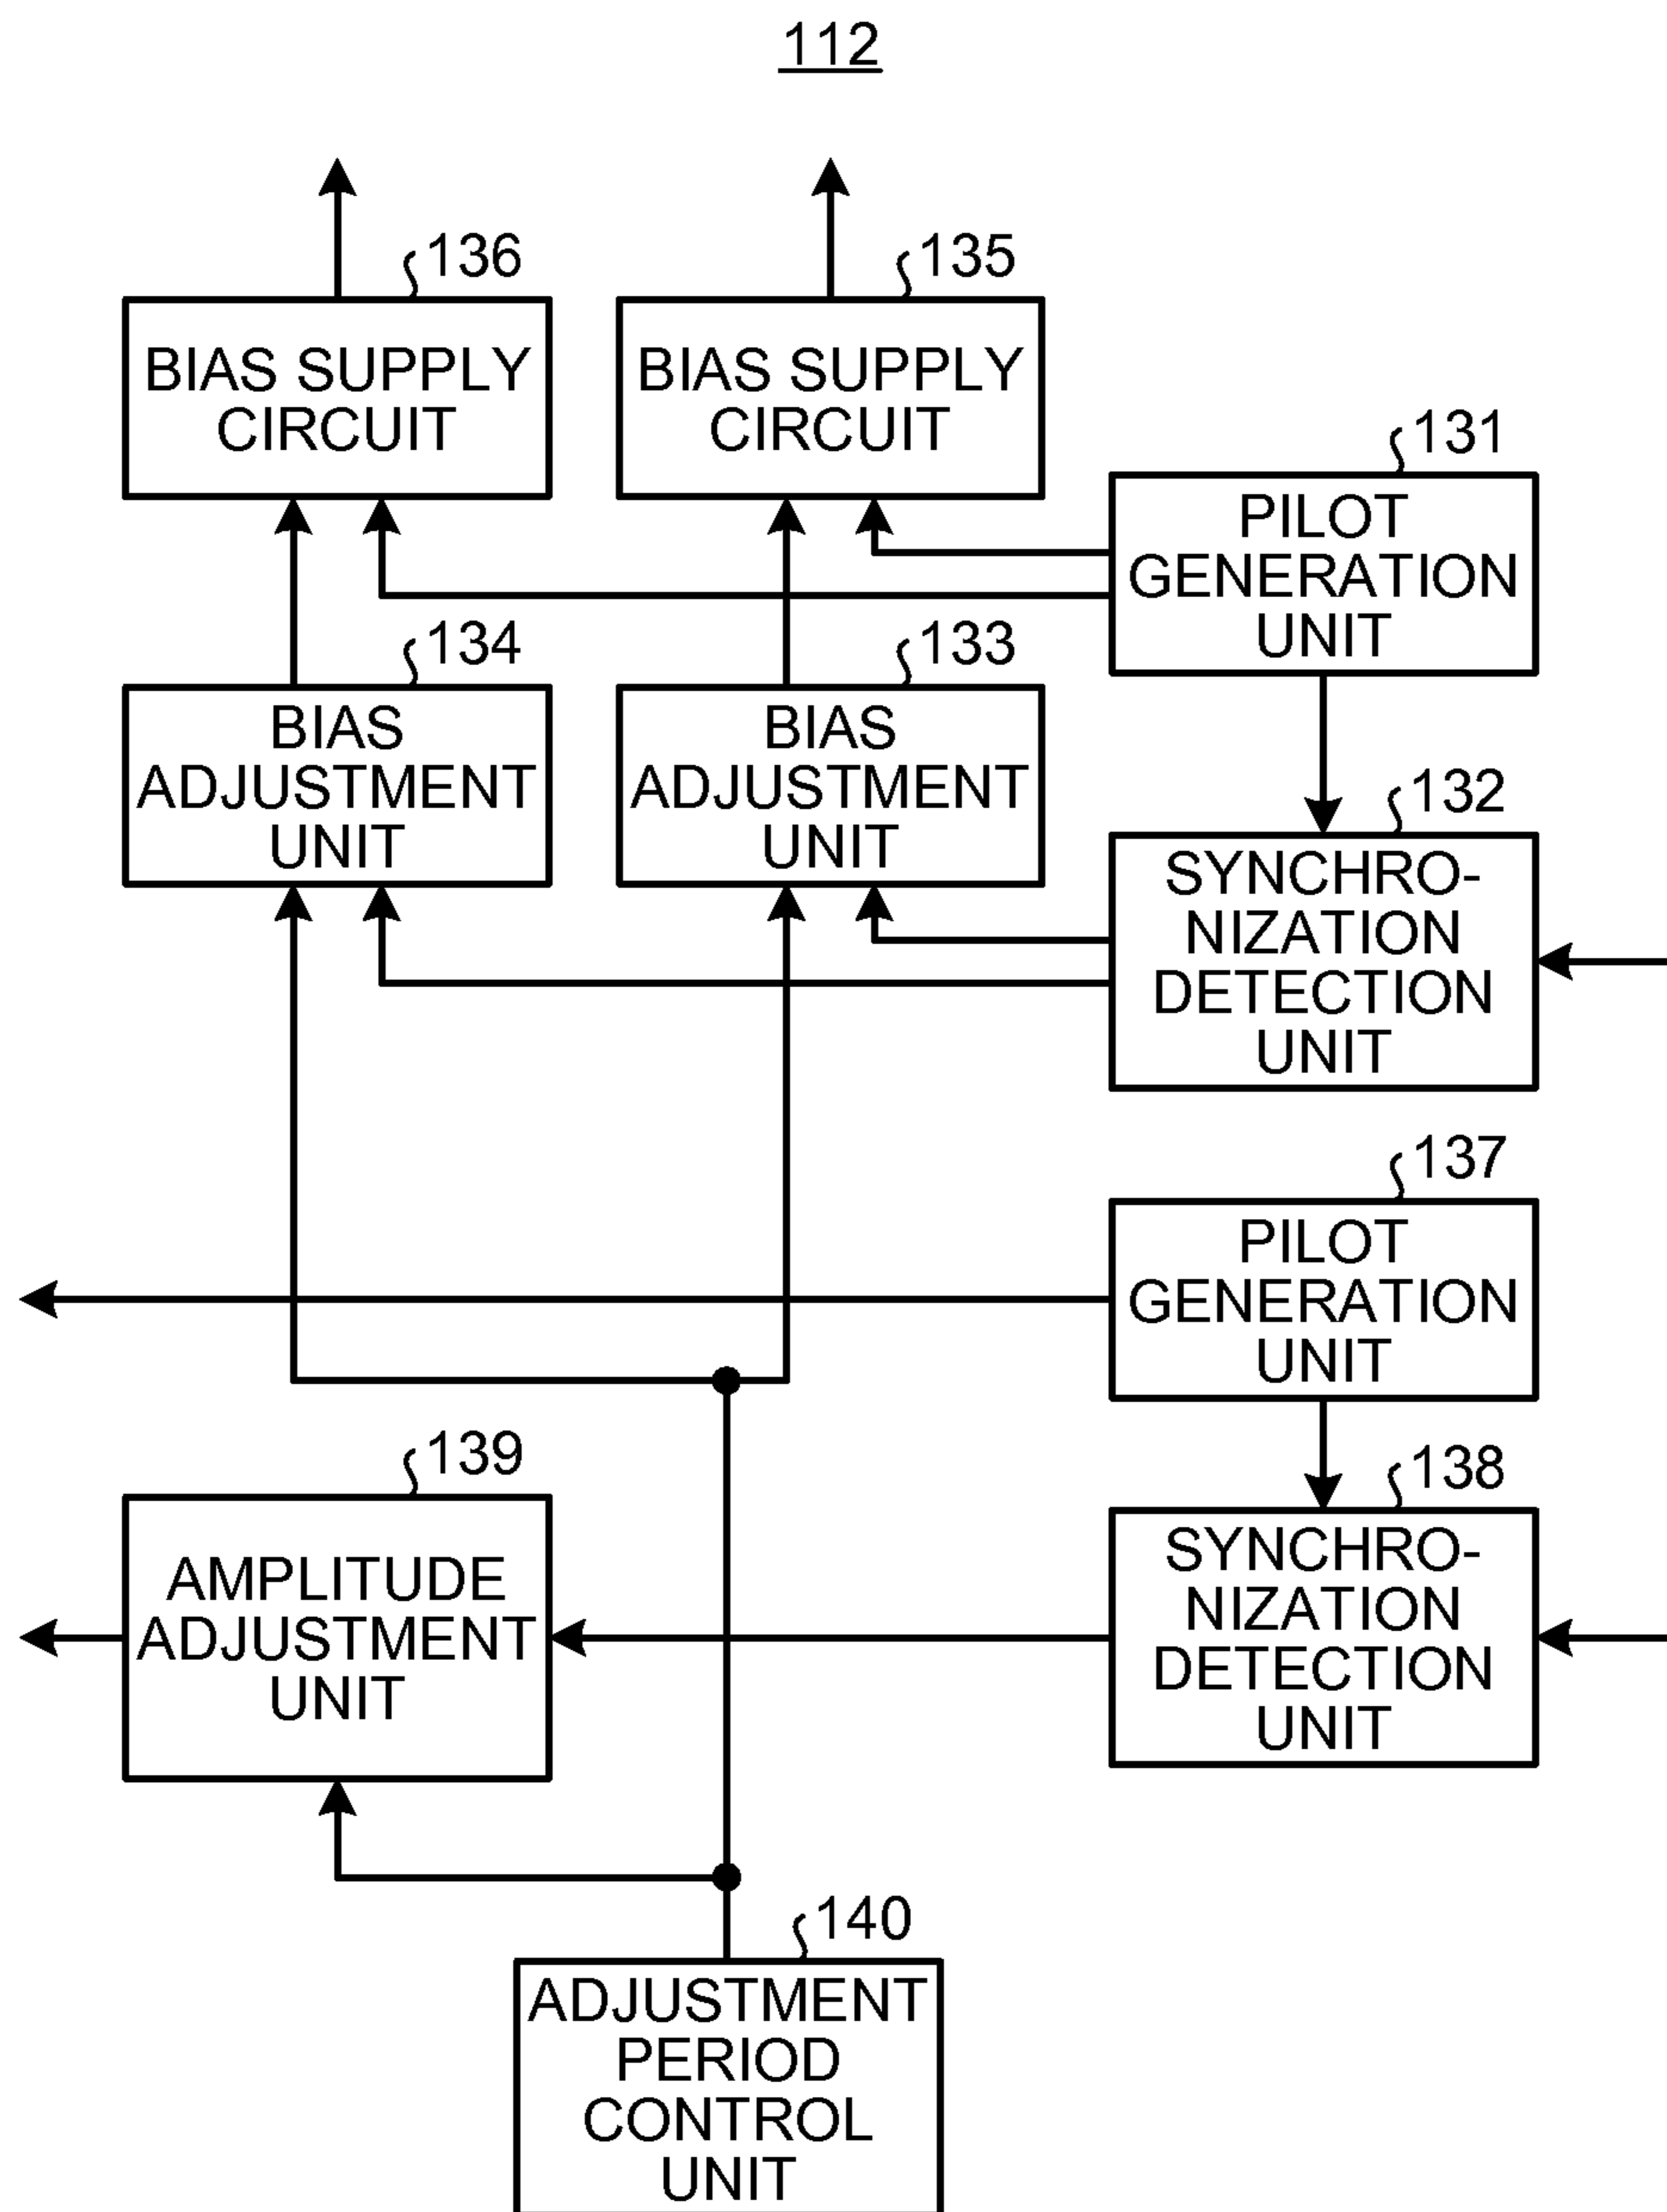 112
136
BIAS SUPPLY
CIRCUIT
135
BIAS SUPPLY
CIRCUIT
131
PILOT
GENERATION
UNIT
134
BIAS
ADJUSTMENT
UNIT
133
BIAS
ADJUSTMENT
UNIT
132
SYNCHRO-
NIZATION
DETECTION
UNIT
137
PILOT
GENERATION
UNIT
139
AMPLITUDE
ADJUSTMENT
UNIT
138
SYNCHRO-
NIZATION
DETECTION
UNIT
140
ADJUSTMENT
PERIOD
CONTROL
UNIT